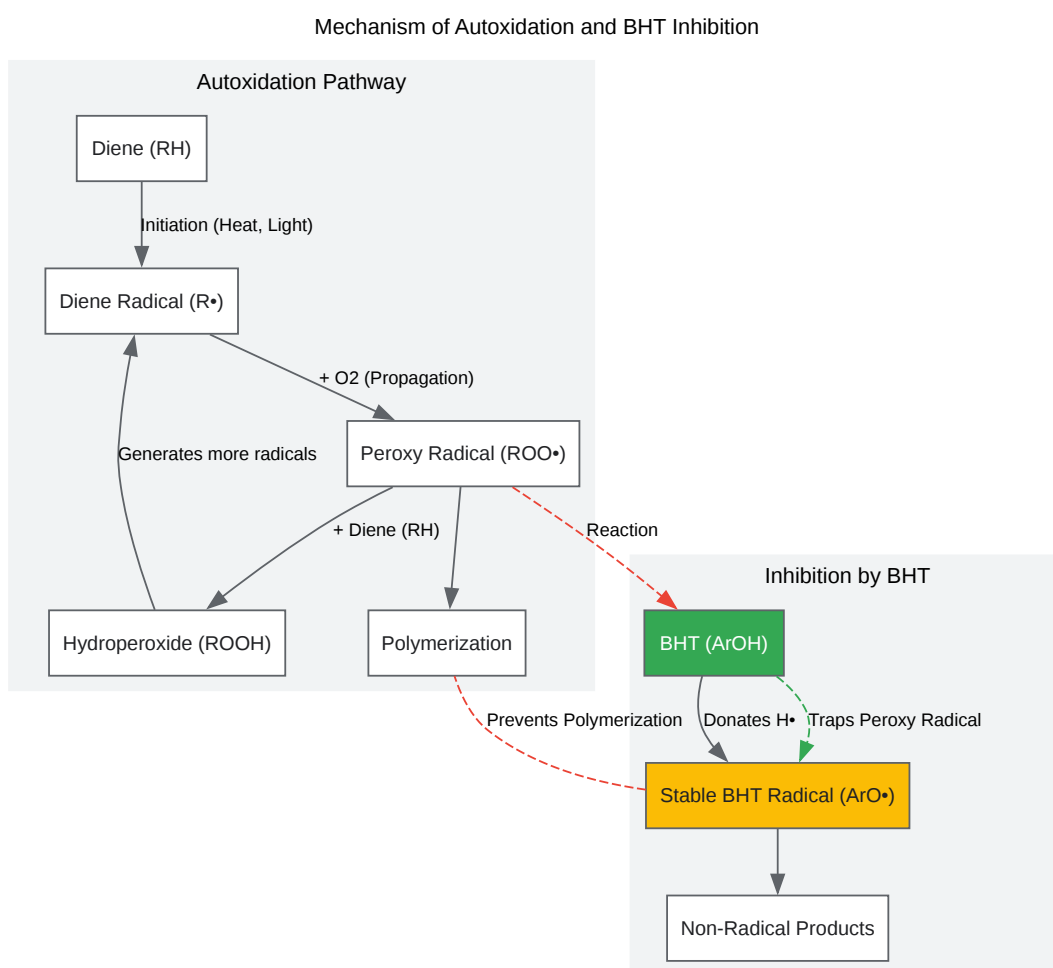 Mechanism of Autoxidation and BHT Inhibition
Autoxidation Pathway
Diene (RH)
Initiation (Heat, Light)
Diene Radical (R•)
+ O2 (Propagation)
Generates more radicals
Peroxy Radical (ROO•)
+ Diene (RH)
Reaction
Inhibition by BHT
Hydroperoxide (ROOH)
Polymerization
BHT (ArOH)
Prevents Polymerization
Donates H•
Traps Peroxy Radical
Stable BHT Radical (ArO•)
Non-Radical Products